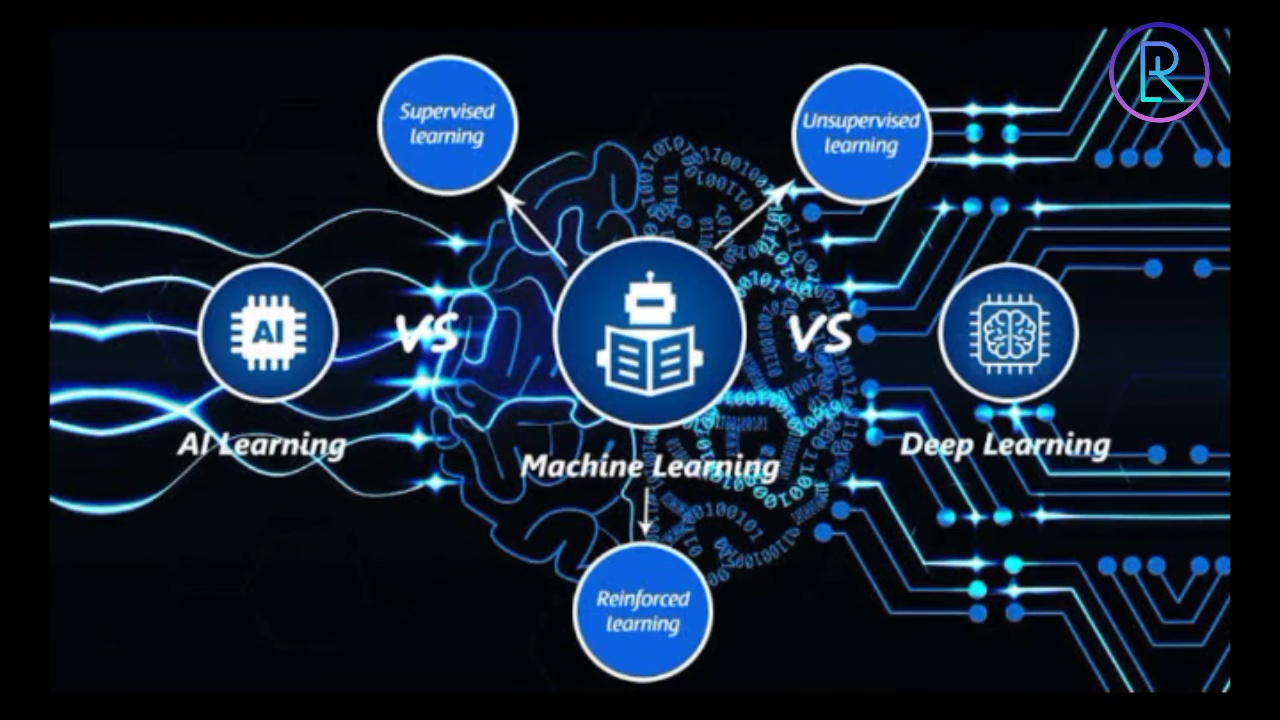 Supervised
learning
Unsupervised
learning
AI
VS
VS
AI Learning
Machine Learning
Deep Learning
Reinforced
learning